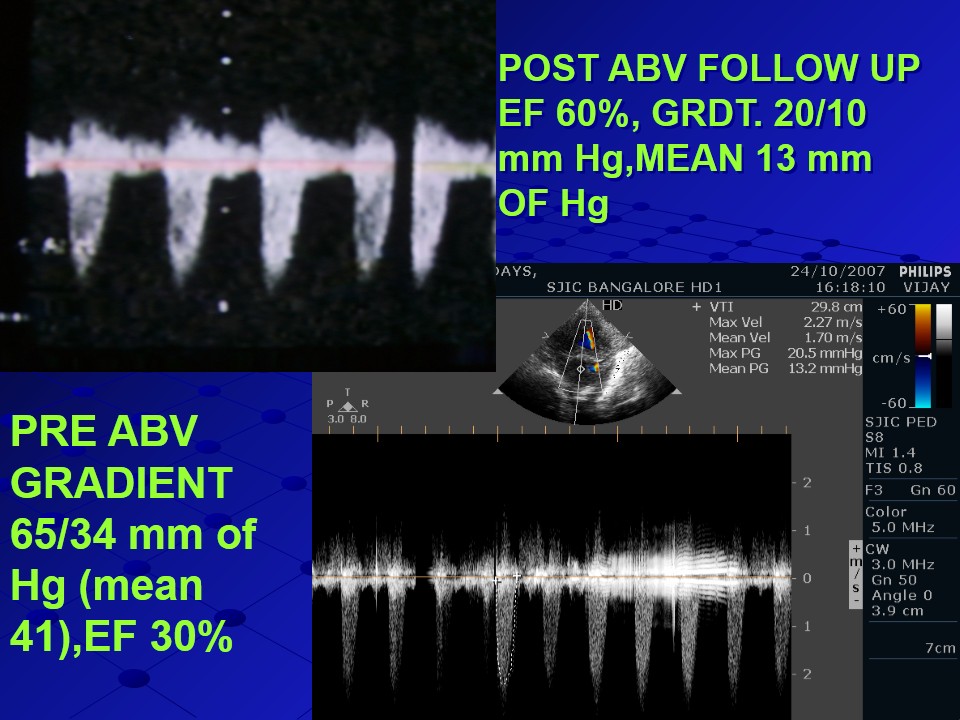 POST ABV FOLLOW UP
EF 60%, GRDT. 20/10
mm Hg,MEAN 13 mm
OF Hg
DAYS,
24/10/2007 PHILIPS
SJIC BANGALORE HD1
16:18:10 VIJAY
HD
+ VTI 29.8 cm
Max Vel 2.27 m/s
Mean Vel 1.70 m/s
Max PG 20.5 mmHg
Mean PG 13.2 mmHg
+60
cm/s
-60
T
P R
3.0 8.0
SJIC PED
S8
MI 1.4
TIS 0.8
F3 Gn 60
Color
5.0 MHz
CW
3.0 MHz
Gn 50
Angle 0
3.9 cm
7cm
2
1
0
1
2
+
m
/
s
-
PRE ABV
GRADIENT
65/34 mm of
Hg (mean
41),EF 30%